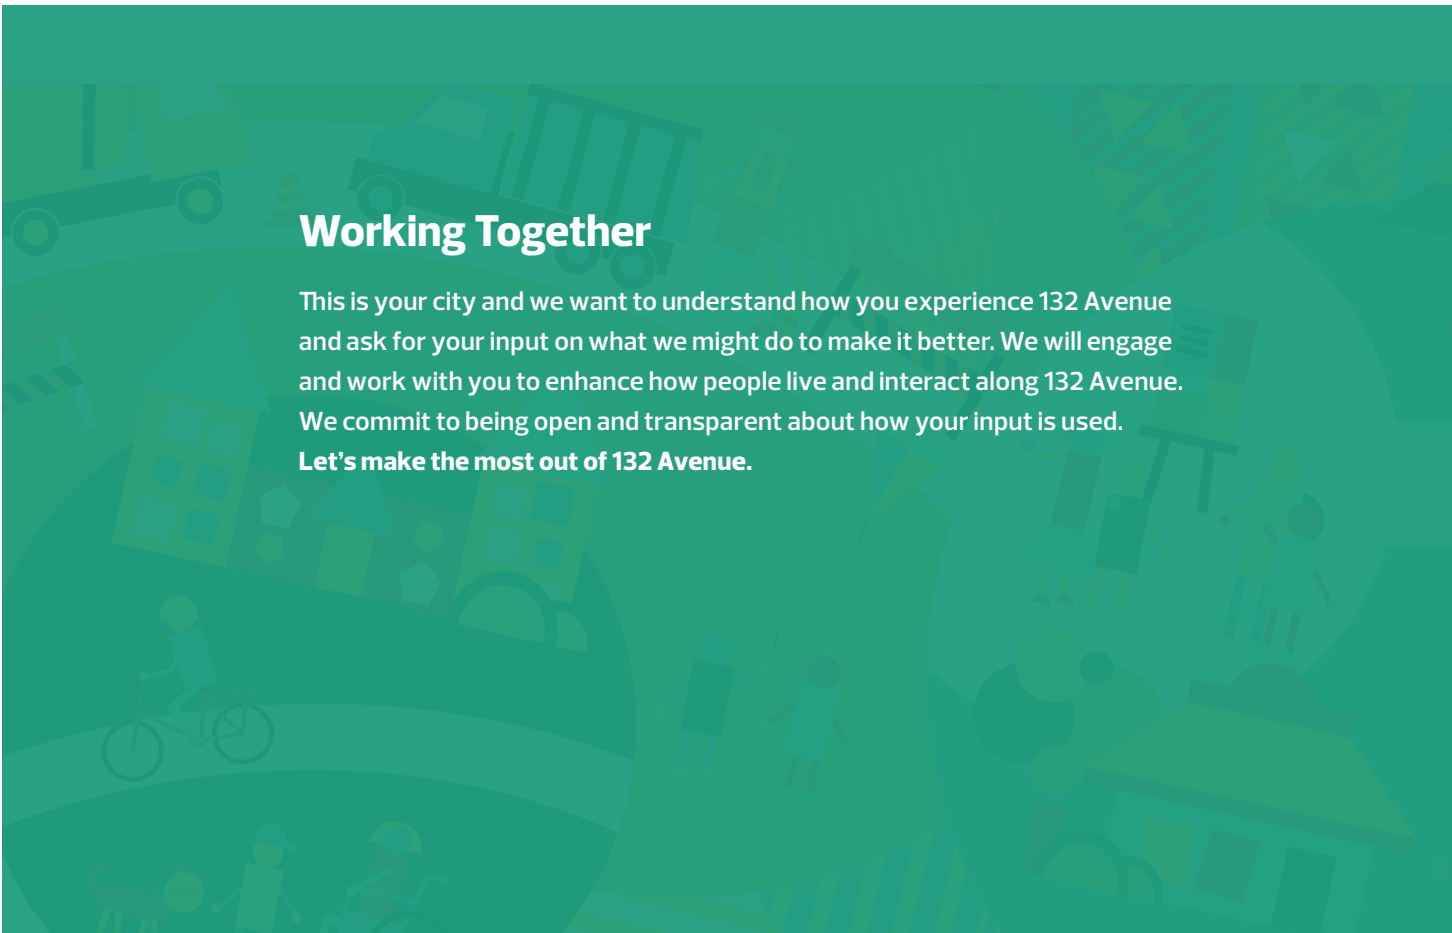 Working Together
This is your city and we want to understand how you experience 132 Avenue
and ask for your input on what we might do to make it better. We will engage
and work with you to enhance how people live and interact along 132 Avenue.
We commit to being open and transparent about how your input is used.
Let’s make the most out of 132 Avenue.